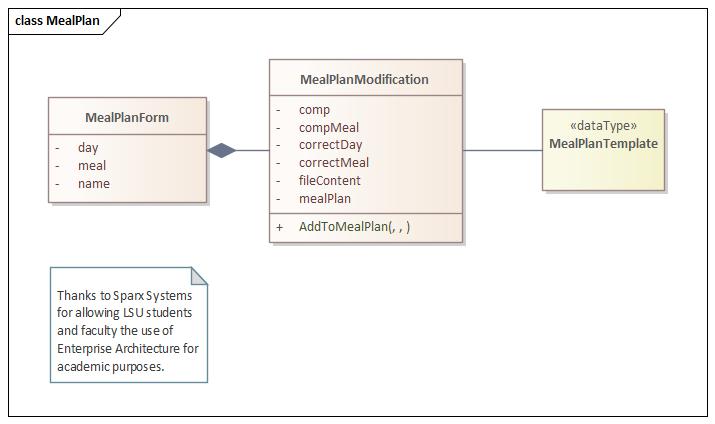 class MealPlan
MealPlanForm
- day
- meal
- name
MealPlanModification
- comp
- compMeal
- correctDay
- correctMeal
- fileContent
- mealPlan
+ AddToMealPlan(, , )
«dataType»
MealPlanTemplate
Thanks to Sparx Systems
for allowing LSU students
and faculty the use of
Enterprise Architecture for
academic purposes.